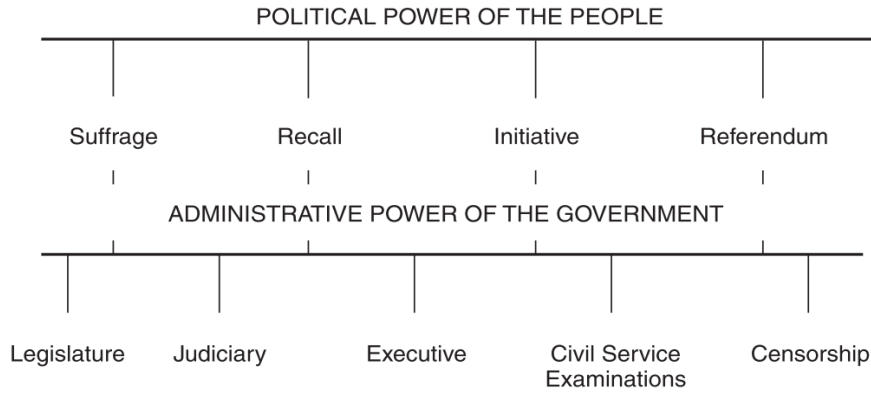 POLITICAL POWER OF THE PEOPLE
Suffrage Recall Initiative Referendum
ADMINISTRATIVE POWER OF THE GOVERNMENT
Legislature Judiciary Executive Civil Service Censorship
Examinations